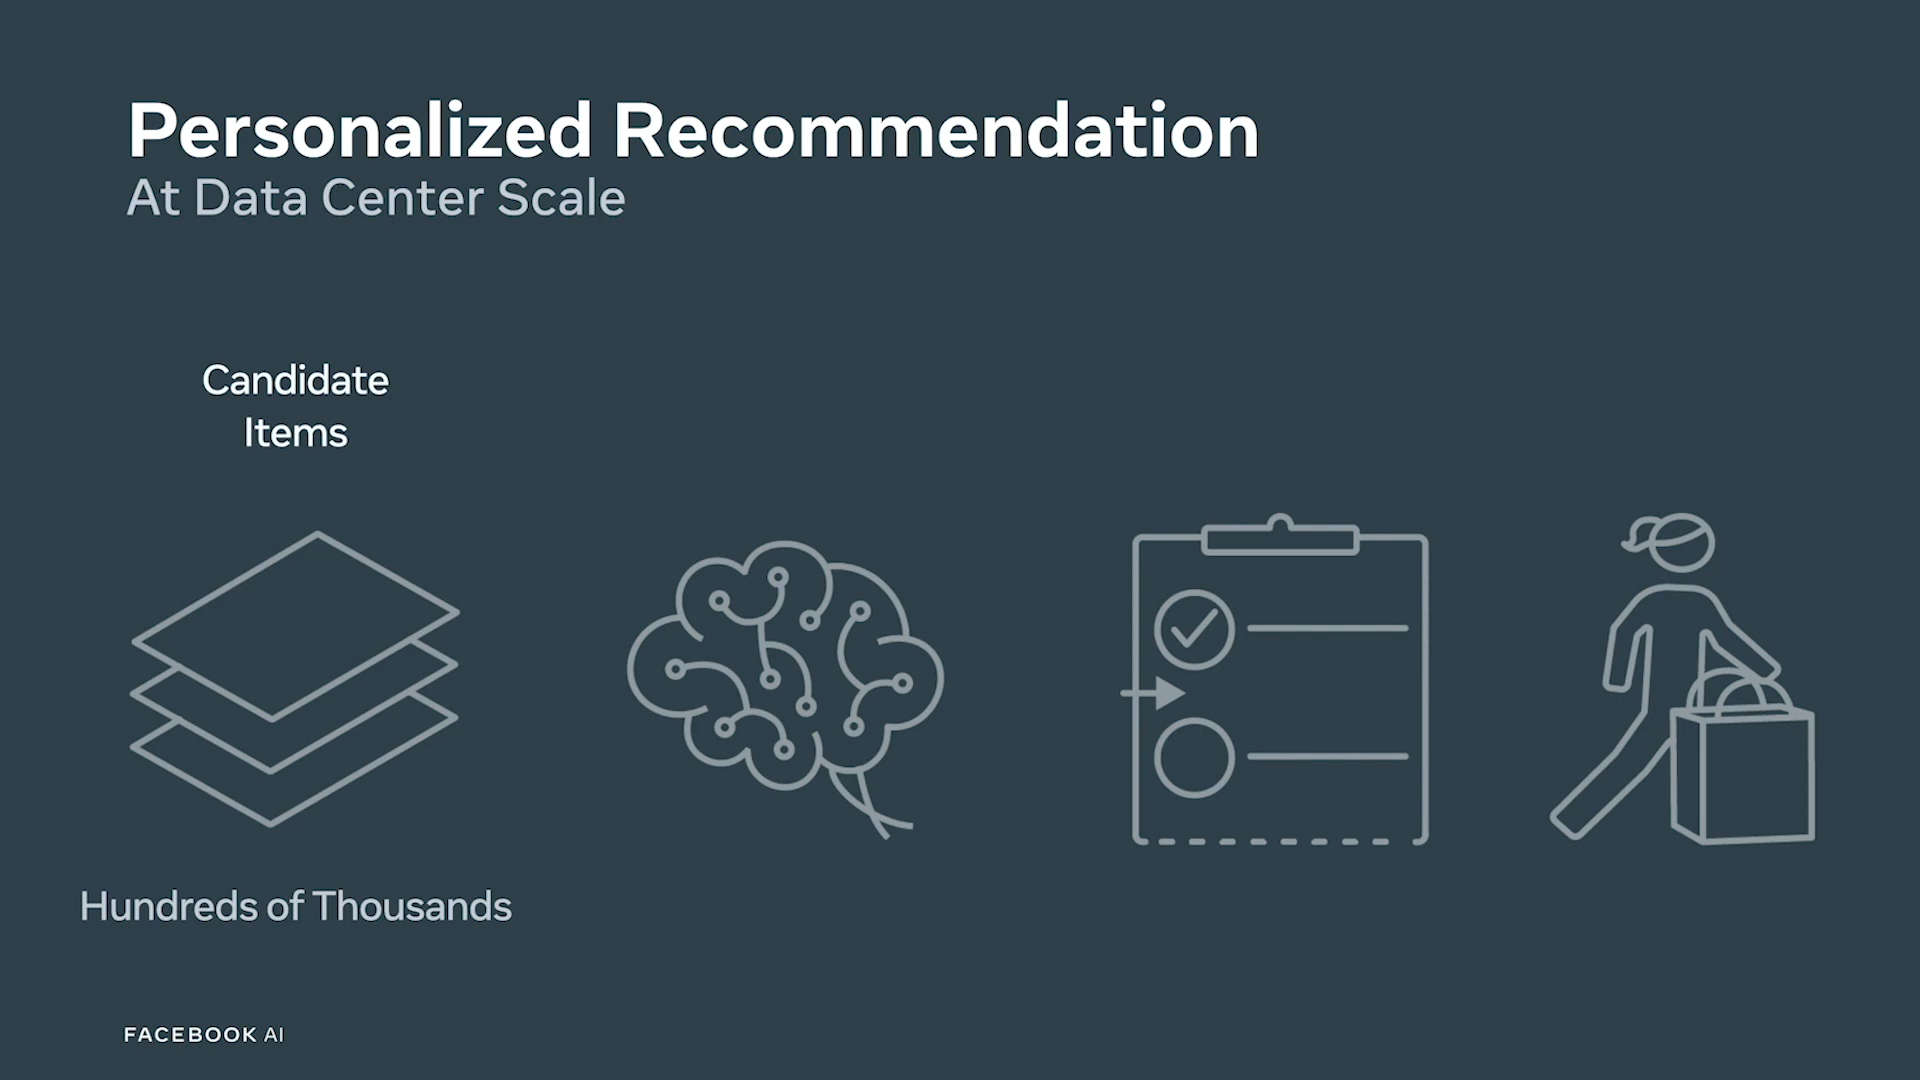 Personalized Recommendation
At Data Center Scale
Candidate
Items
Hundreds of Thousands
FACEBOOK AI